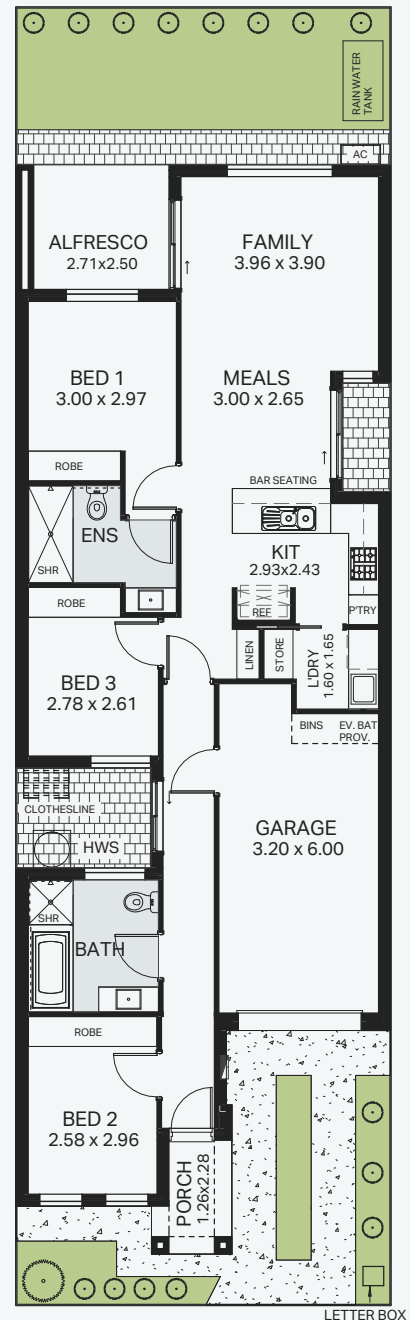 RAINWATER
TANK
AC
ALFRESCO
2.71x2.50
FAMILY
3.96 x 3.90
BED 1
3.00 x 2.97
MEALS
3.00 x 2.65
ROBE
BAR SEATING
ENS
SHR
KIT
2.93x2.43
ROBE
REF
P'TRY
BED 3
2.78 x 2.61
LINEN
STORE
L'DRY
1.60 x 1.65
BINS
EV. BAT
PROV.
CLOTHESLINE
HWS
GARAGE
3.20 x 6.00
SHR
BATH
ROBE
BED 2
2.58 x 2.96
PORCH
1.26x2.28
LETTER BOX